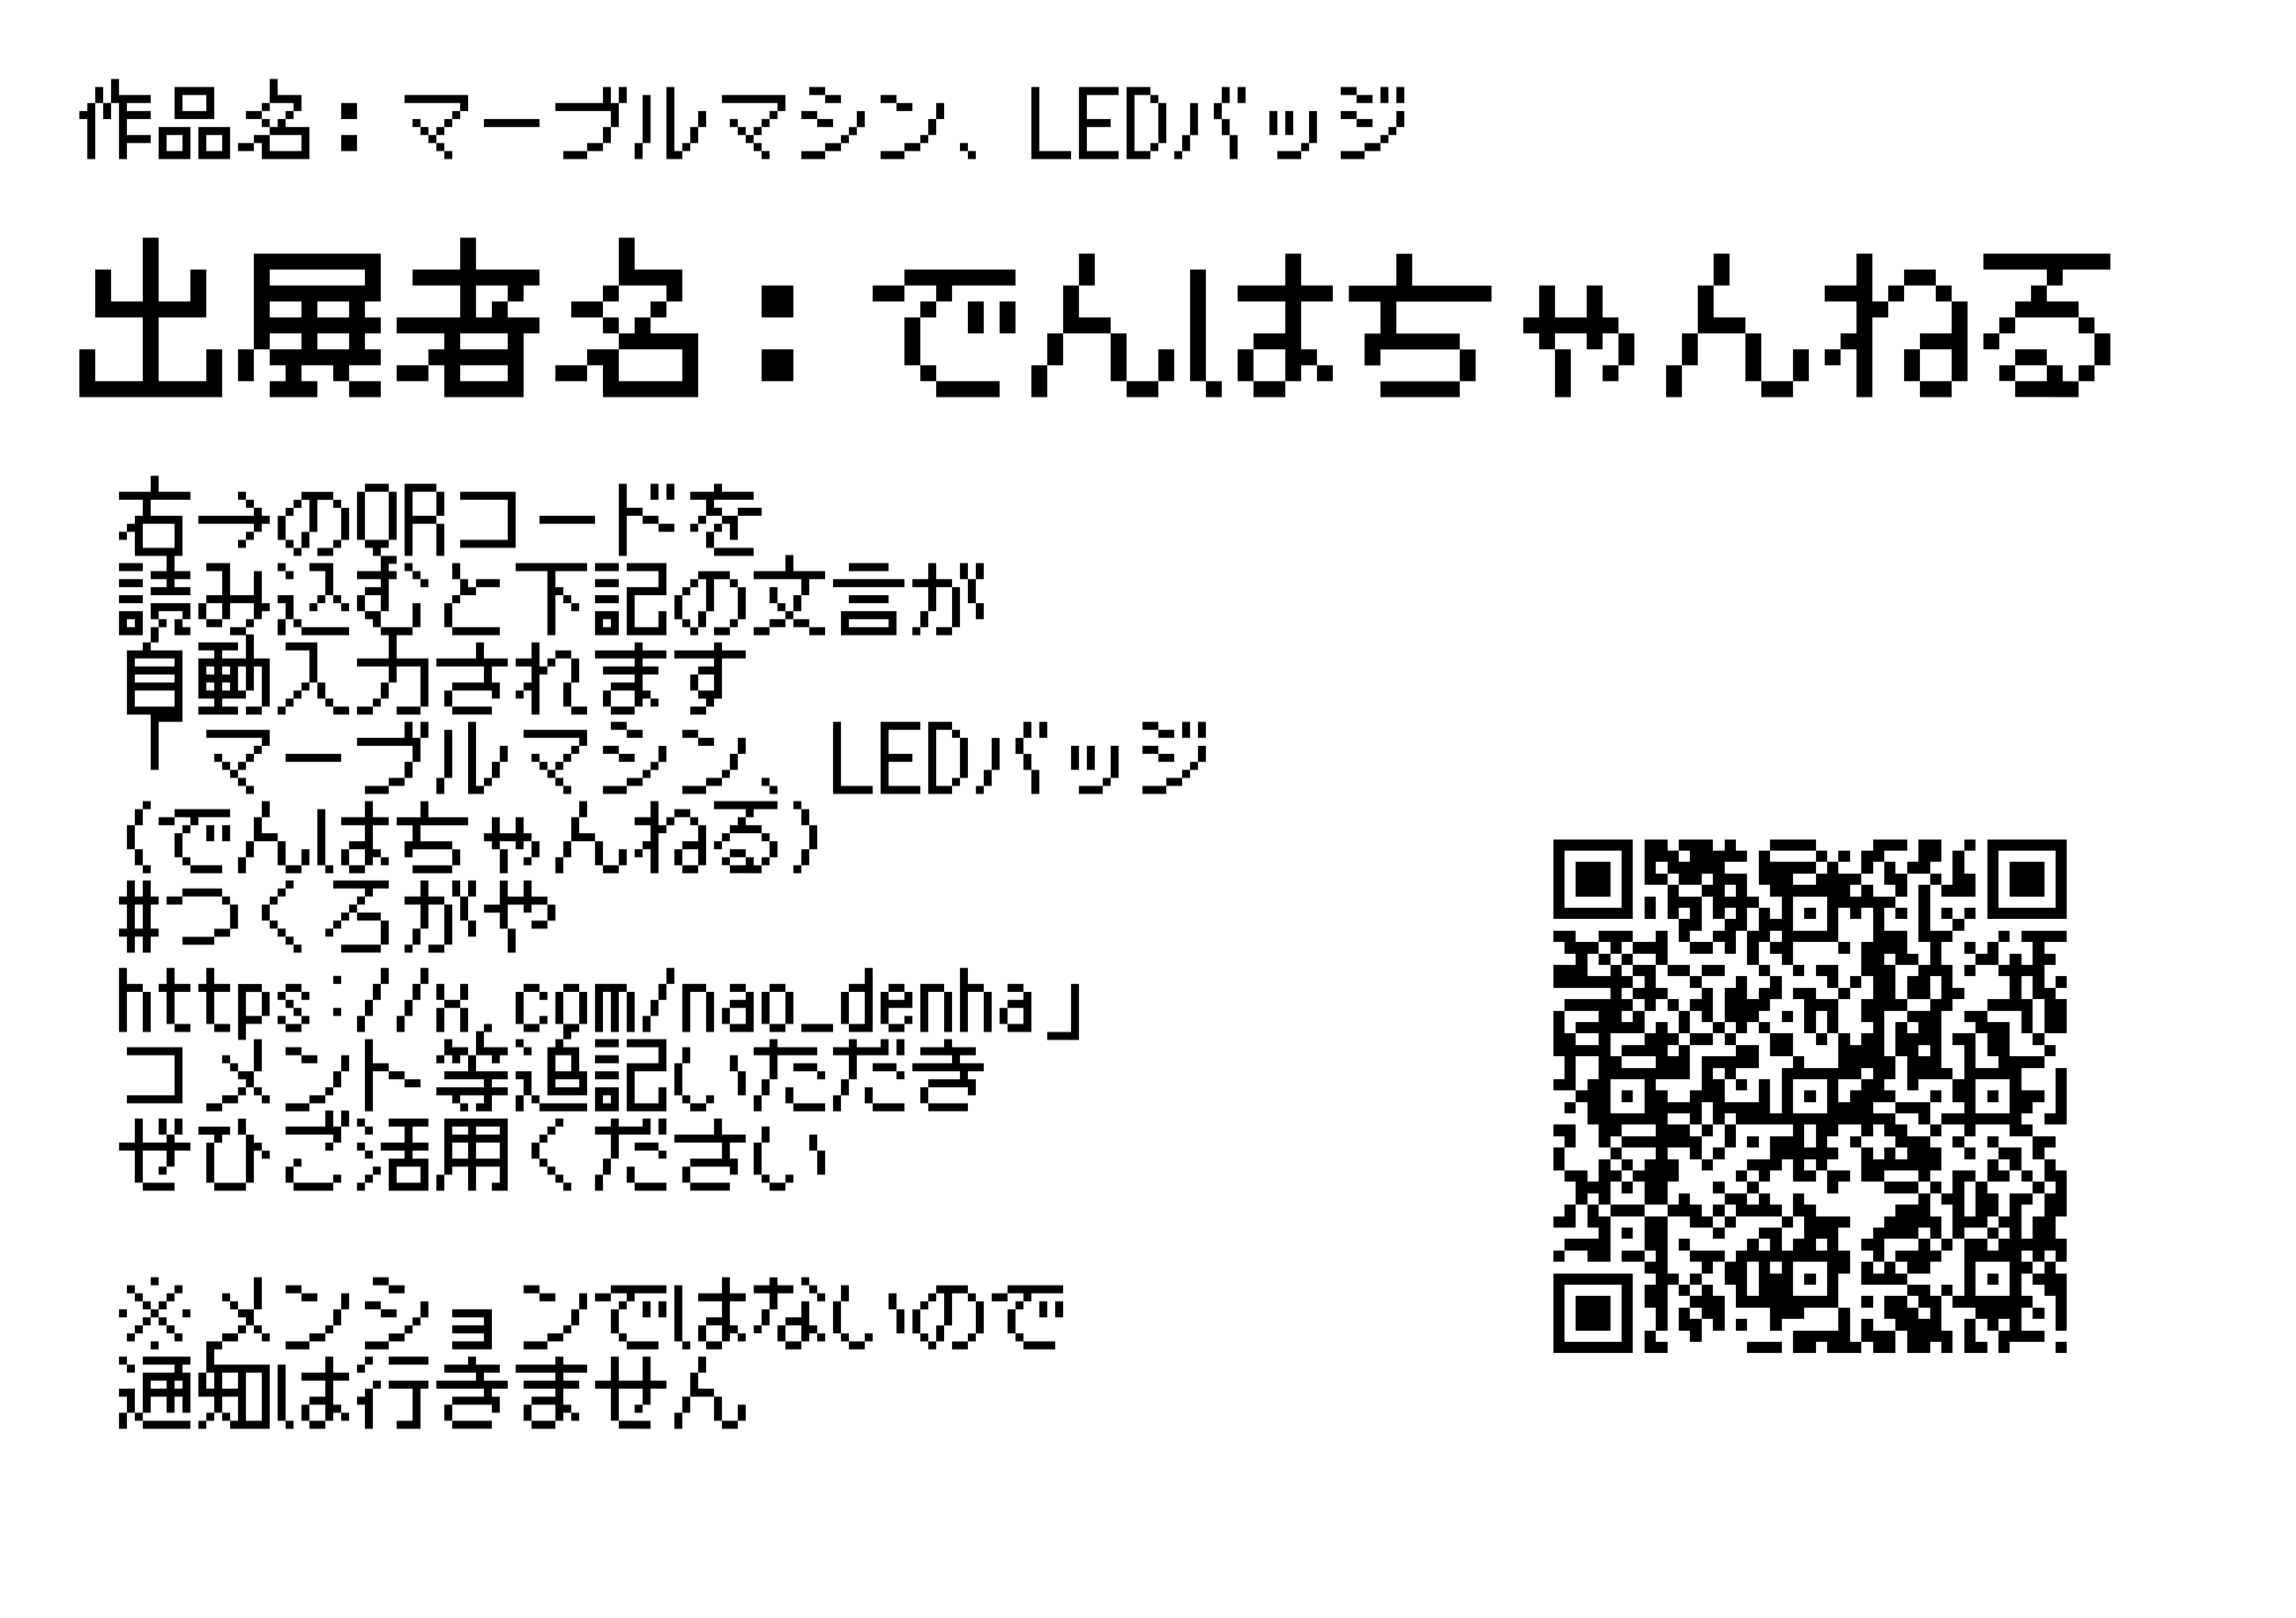 作品名：マーブルマシン、LEDバッジ
出展者名：でんはちゃんねる
右→のQRコードを
読み込むと下記の文言が
自動入力されます
「マーブルマシン、LEDバッジ
(でんはちゃんねる)
#つくろがや
https://x.com/nao_denha」
コメント等追記いただき
ぜひご活用ください
※メンションではないので
通知は行きません